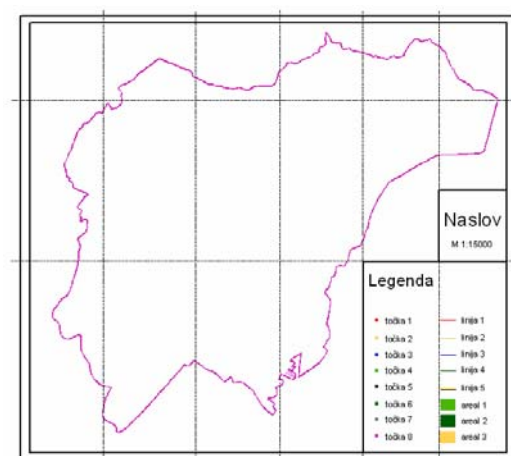 Naslov
M 1:15000
Legenda
točka 1
točka 2
točka 3
točka 4
točka 5
točka 6
točka 7
točka 8
linija 1
linija 2
linija 3
linija 4
linija 5
areal 1
areal 2
areal 3